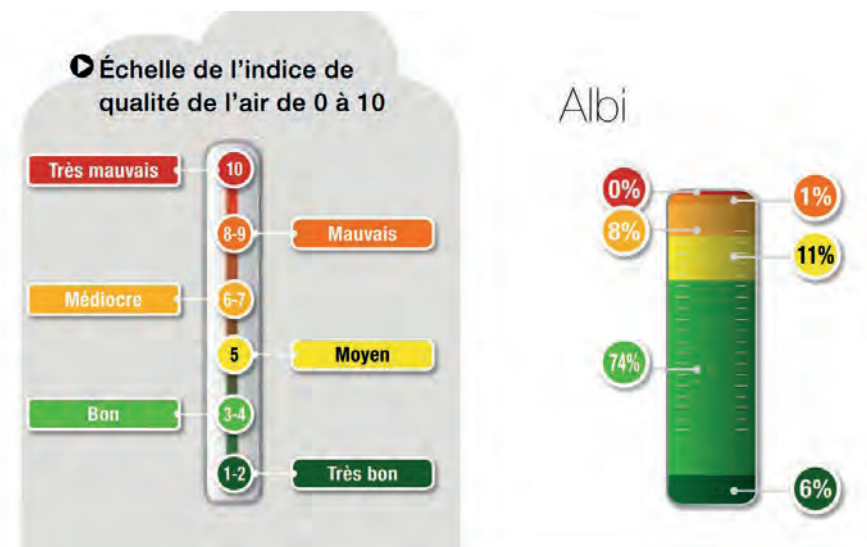 Échelle de l'indice de
qualité de l'air de 0 à 10
Très mauvais
10
8-9
Mauvais
Médiocre
6-7
5
Moyen
Bon
3-4
1-2
Très bon
Albi
0%
1%
8%
11%
74%
6%